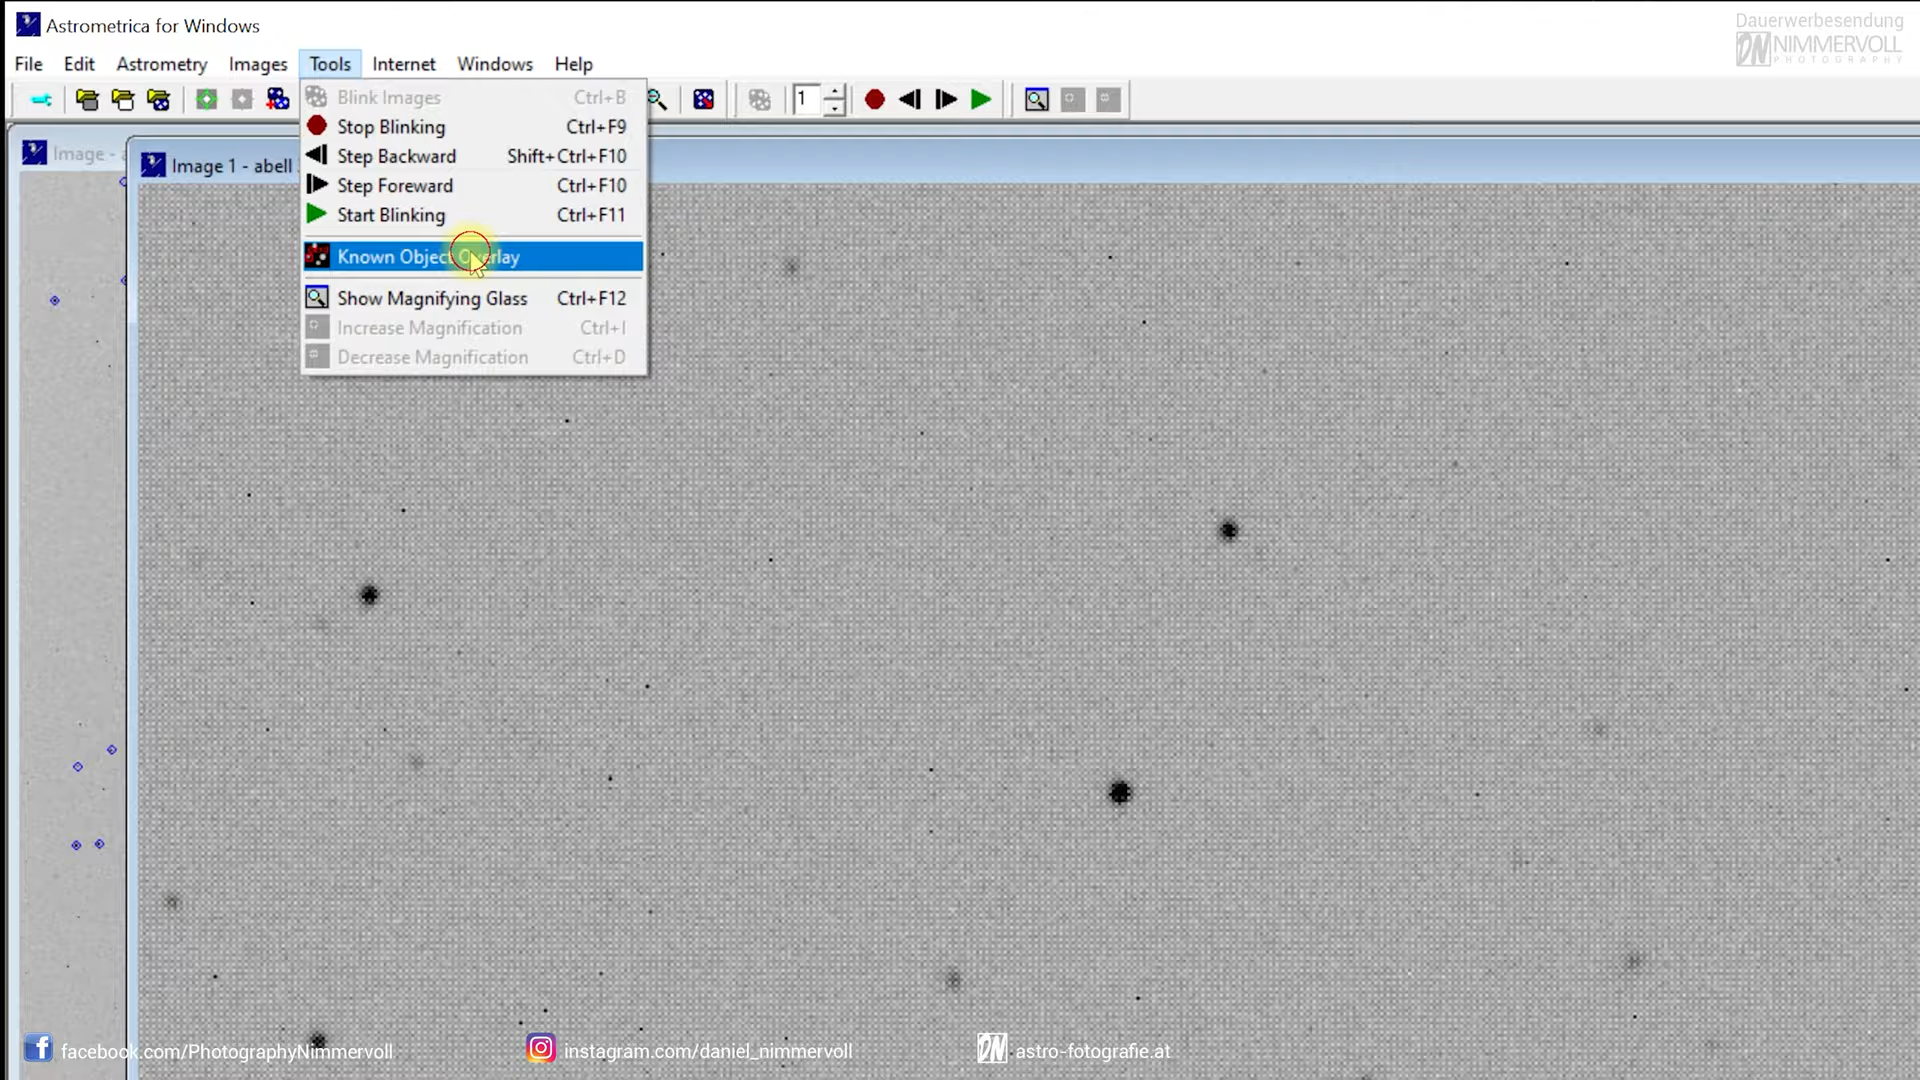 Astrometrica for Windows
Dauerwerbesendung
DN NIMMERVOLL
PHOTOGRAPHY
File Edit Astrometry Images Tools Internet Windows Help
1
Blink Images Ctrl+B
Stop Blinking Ctrl+F9
Step Backward Shift+Ctrl+F10
Step Foreward Ctrl+F10
Start Blinking Ctrl+F11
Known Object Overlay
Show Magnifying Glass Ctrl+F12
Increase Magnification Ctrl+I
Decrease Magnification Ctrl+D
Image - a
Image 1 - abell
facebook.com/PhotographyNimmervoll
instagram.com/daniel_nimmervoll
DN astro-fotografie.at